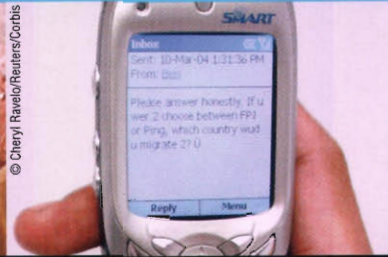 © Cheryl Ravelo/Reuters/Corbis
SMART
Inbox
Sent: 10-Mar-04 1:31:36 PM
From:
Please answer honestly. If u
wer 2 choose between FPJ
or Ping, which country wud
u migrate 2? Ü
Reply Menu